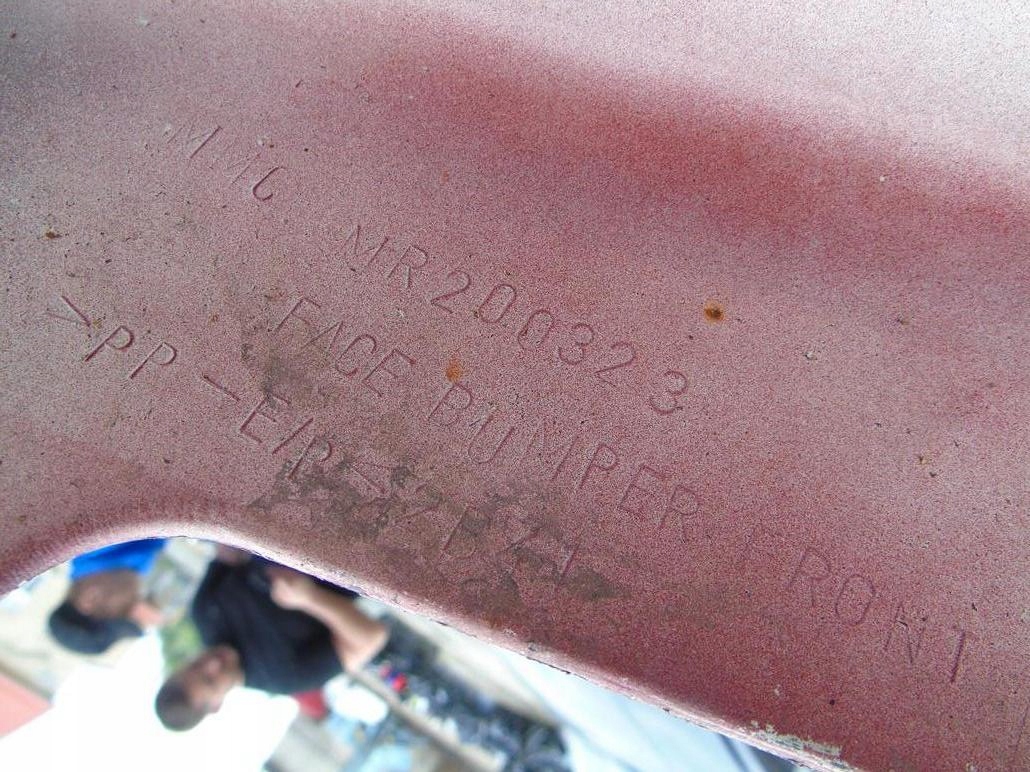 MMC MR200323
FACE BUMPER FRONT
>PP-E/P<